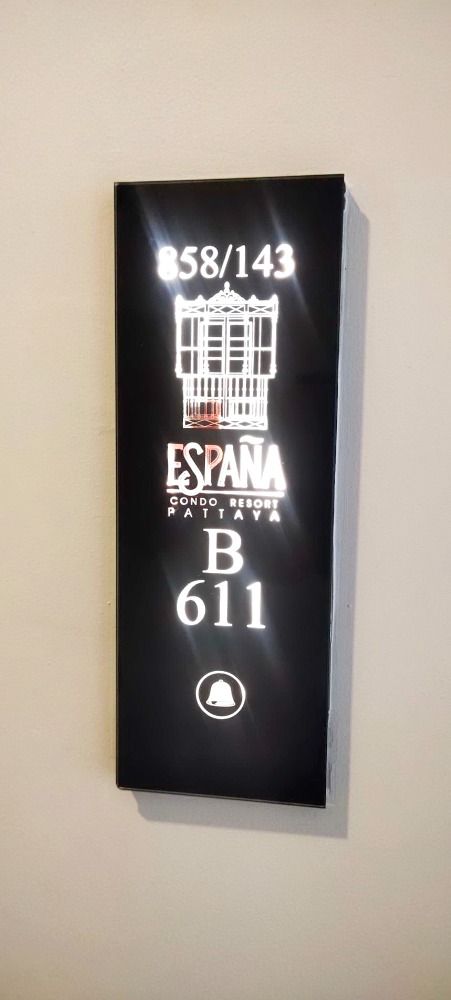 858/143
ESPAÑA
CONDO RESORT
PATTAYA
B
611